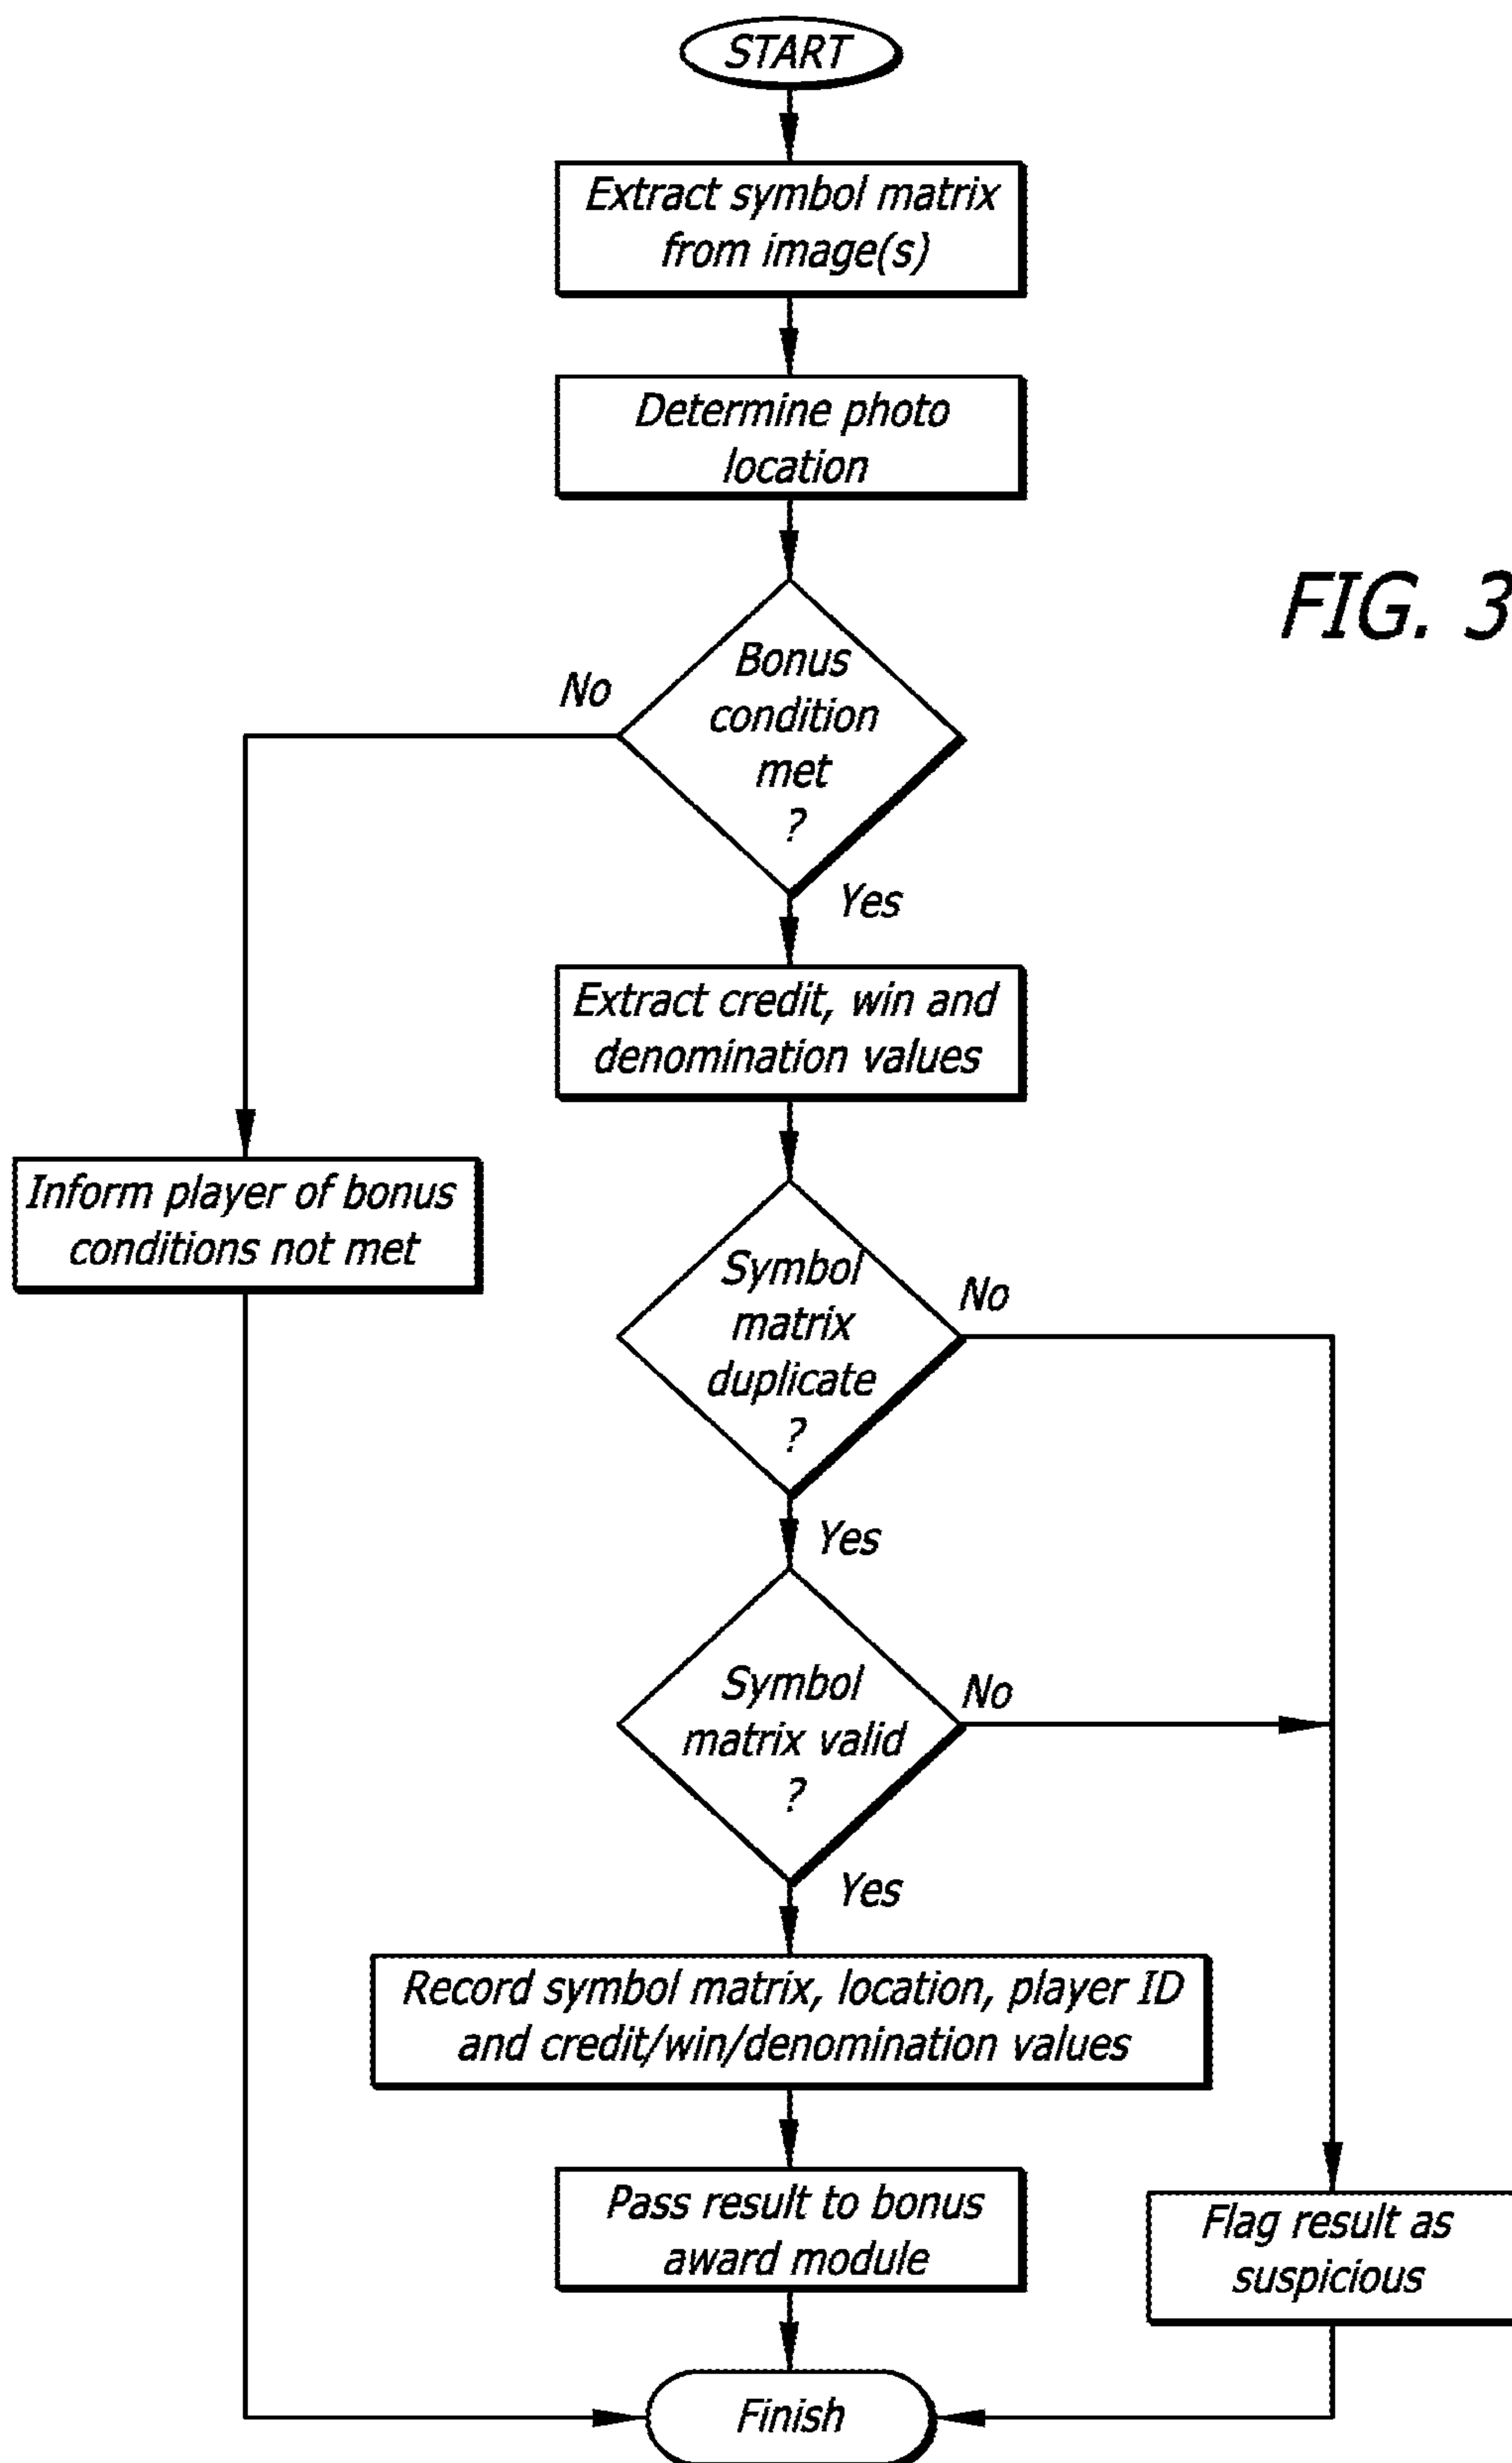 START
Extract symbol matrix
from image(s)
Determine photo
location
FIG. 3
Bonus
condition
met
?
No
Yes
Extract credit, win and
denomination values
Inform player of bonus
conditions not met
Symbol
matrix
duplicate
?
No
Yes
Symbol
matrix valid
?
No
Yes
Record symbol matrix, location, player ID
and credit/win/denomination values
Pass result to bonus
award module
Flag result as
suspicious
Finish